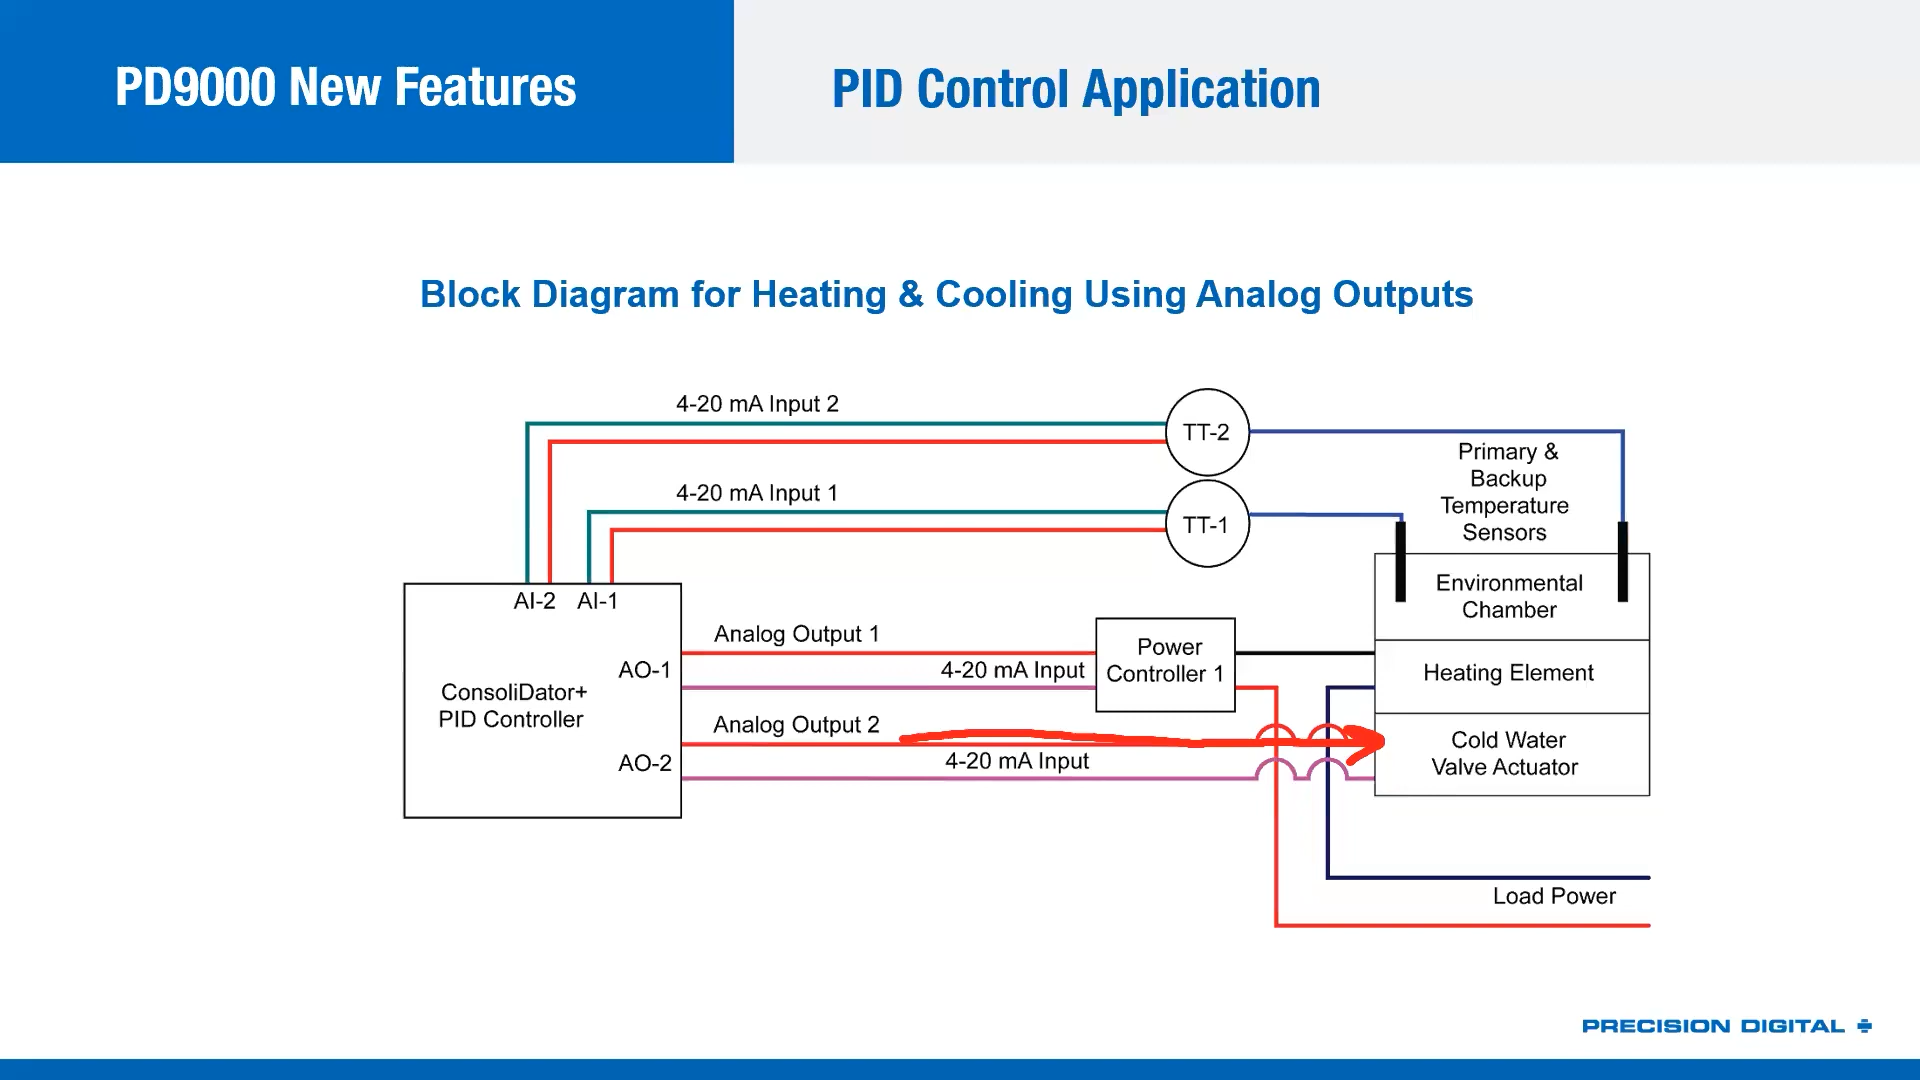 PD9000 New Features
PID Control Application
Block Diagram for Heating & Cooling Using Analog Outputs
4-20 mA Input 2
TT-2
Primary &
Backup
Temperature
Sensors
4-20 mA Input 1
TT-1
AI-2
AI-1
Environmental
Chamber
Analog Output 1
AO-1
4-20 mA Input
Power
Controller 1
Heating Element
ConsoliDator+
PID Controller
Analog Output 2
AO-2
4-20 mA Input
Cold Water
Valve Actuator
Load Power
PRECISION DIGITAL